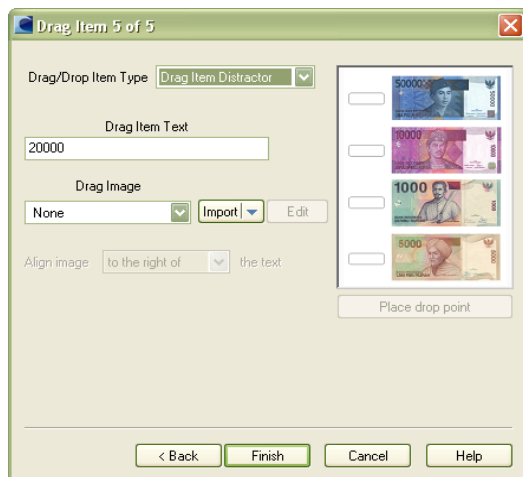 Drag Item 5 of 5
Drag/Drop Item Type Drag Item Distractor
Drag Item Text
20000
Drag Image
None Import Edit
Align image to the right of the text
50000
10000
1000
5000
Place drop point
< Back Finish Cancel Help